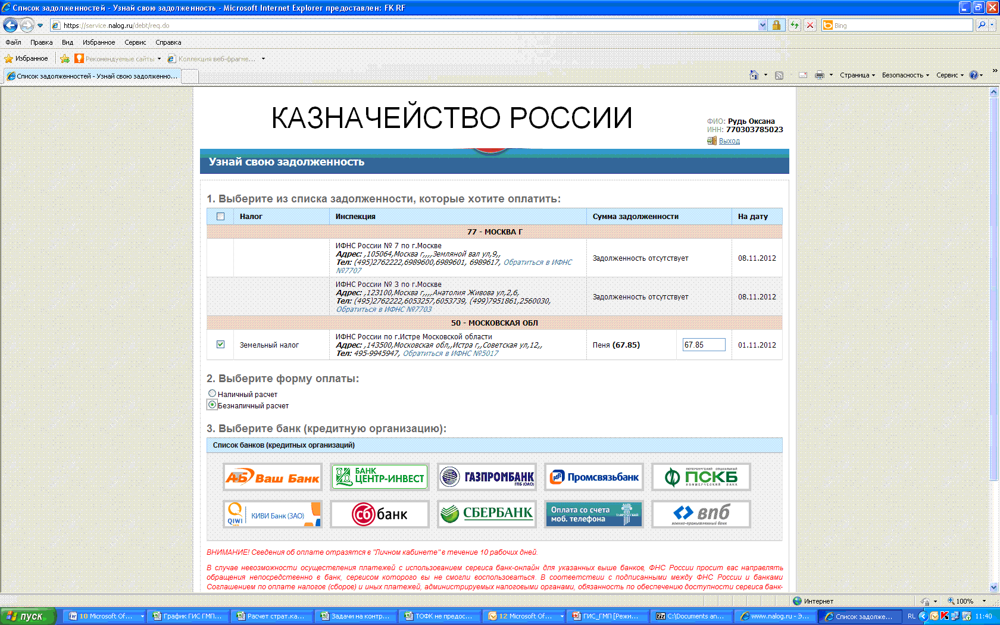 Список задолженностей - Узнай свою задолженность - Microsoft Internet Explorer предоставлен: FK RF
https://service.nalog.ru/debt/req.do
Bing
Файл Правка Вид Избранное Сервис Справка
Избранное Рекомендуемые сайты Коллекция веб-фрагме...
Список задолженностей - Узнай свою задолженно...
Страница Безопасность Сервис
КАЗНАЧЕЙСТВО РОССИИ
ФИО: Рудь Оксана
ИНН: 770303785023
Выход
Узнай свою задолженность
1. Выберите из списка задолженности, которые хотите оплатить:
Налог Инспекция Сумма задолженности На дату
77 - МОСКВА Г
ИФНС России № 7 по г.Москве
Адрес: ,105064,Москва г,,,,Земляной вал ул,9,,
Тел: (495)2762222,6989600,6989601, 6989617, Обратиться в ИФНС
№7707
Задолженность отсутствует 08.11.2012
ИФНС России № 3 по г.Москве
Адрес: ,123100,Москва г,,,,Анатолия Живова ул,2,6,
Тел: (495)2762222,6053257,6053739, (499)7951861,2560030,
Обратиться в ИФНС №7703
Задолженность отсутствует 08.11.2012
50 - МОСКОВСКАЯ ОБЛ
Земельный налог
ИФНС России по г.Истре Московской области
Адрес: ,143500,Московская обл,,Истра г,,Советская ул,12,,
Тел: 495-9945947, Обратиться в ИФНС №5017
Пеня (67.85) 67.85 01.11.2012
2. Выберите форму оплаты:
Наличный расчет
Безналичный расчет
3. Выберите банк (кредитную организацию):
Список банков (кредитных организаций)
АБ Ваш Банк
БАНК
ЦЕНТР-ИНВЕСТ
ГАЗПРОМБАНК
ГПБ (ОАО)
Промсвязьбанк
ПЕТЕРБУРГСКИЙ СОЦИАЛЬНЫЙ
ПСКБ
КОММЕРЧЕСКИЙ БАНК
QIWI КИВИ Банк (ЗАО)
сб банк
СБЕРБАНК
Оплата со счета
моб. телефона
БАНК
ТАВРИЧЕСКИЙ
впб
военно-промышленный банк
ВНИМАНИЕ! Сведения об оплате отразятся в "Личном кабинете" в течение 10 рабочих дней.
В случае невозможности осуществления платежей с использованием сервиса банк-онлайн для указанных выше банков, ФНС России просит вас направлять
обращения непосредственно в банк, сервисом которого вы не смогли воспользоваться. В соответствии с подписанными между ФНС России и банками
Соглашением по оплате налогов (сборов) и иных платежей, администрируемых налоговыми органами, обязанность по обеспечению доступности сервиса банк-
Интернет 100%
пуск 10 Microsoft Of... График ГИС ГМП... Расчет страт.ка... Задачи на контр... ТОФК не предос... 12 Microsoft Of... ГИС_ГМП [Режи... C:\Documents an... www.nalog.ru - Э... Список задолже... RL 11:40